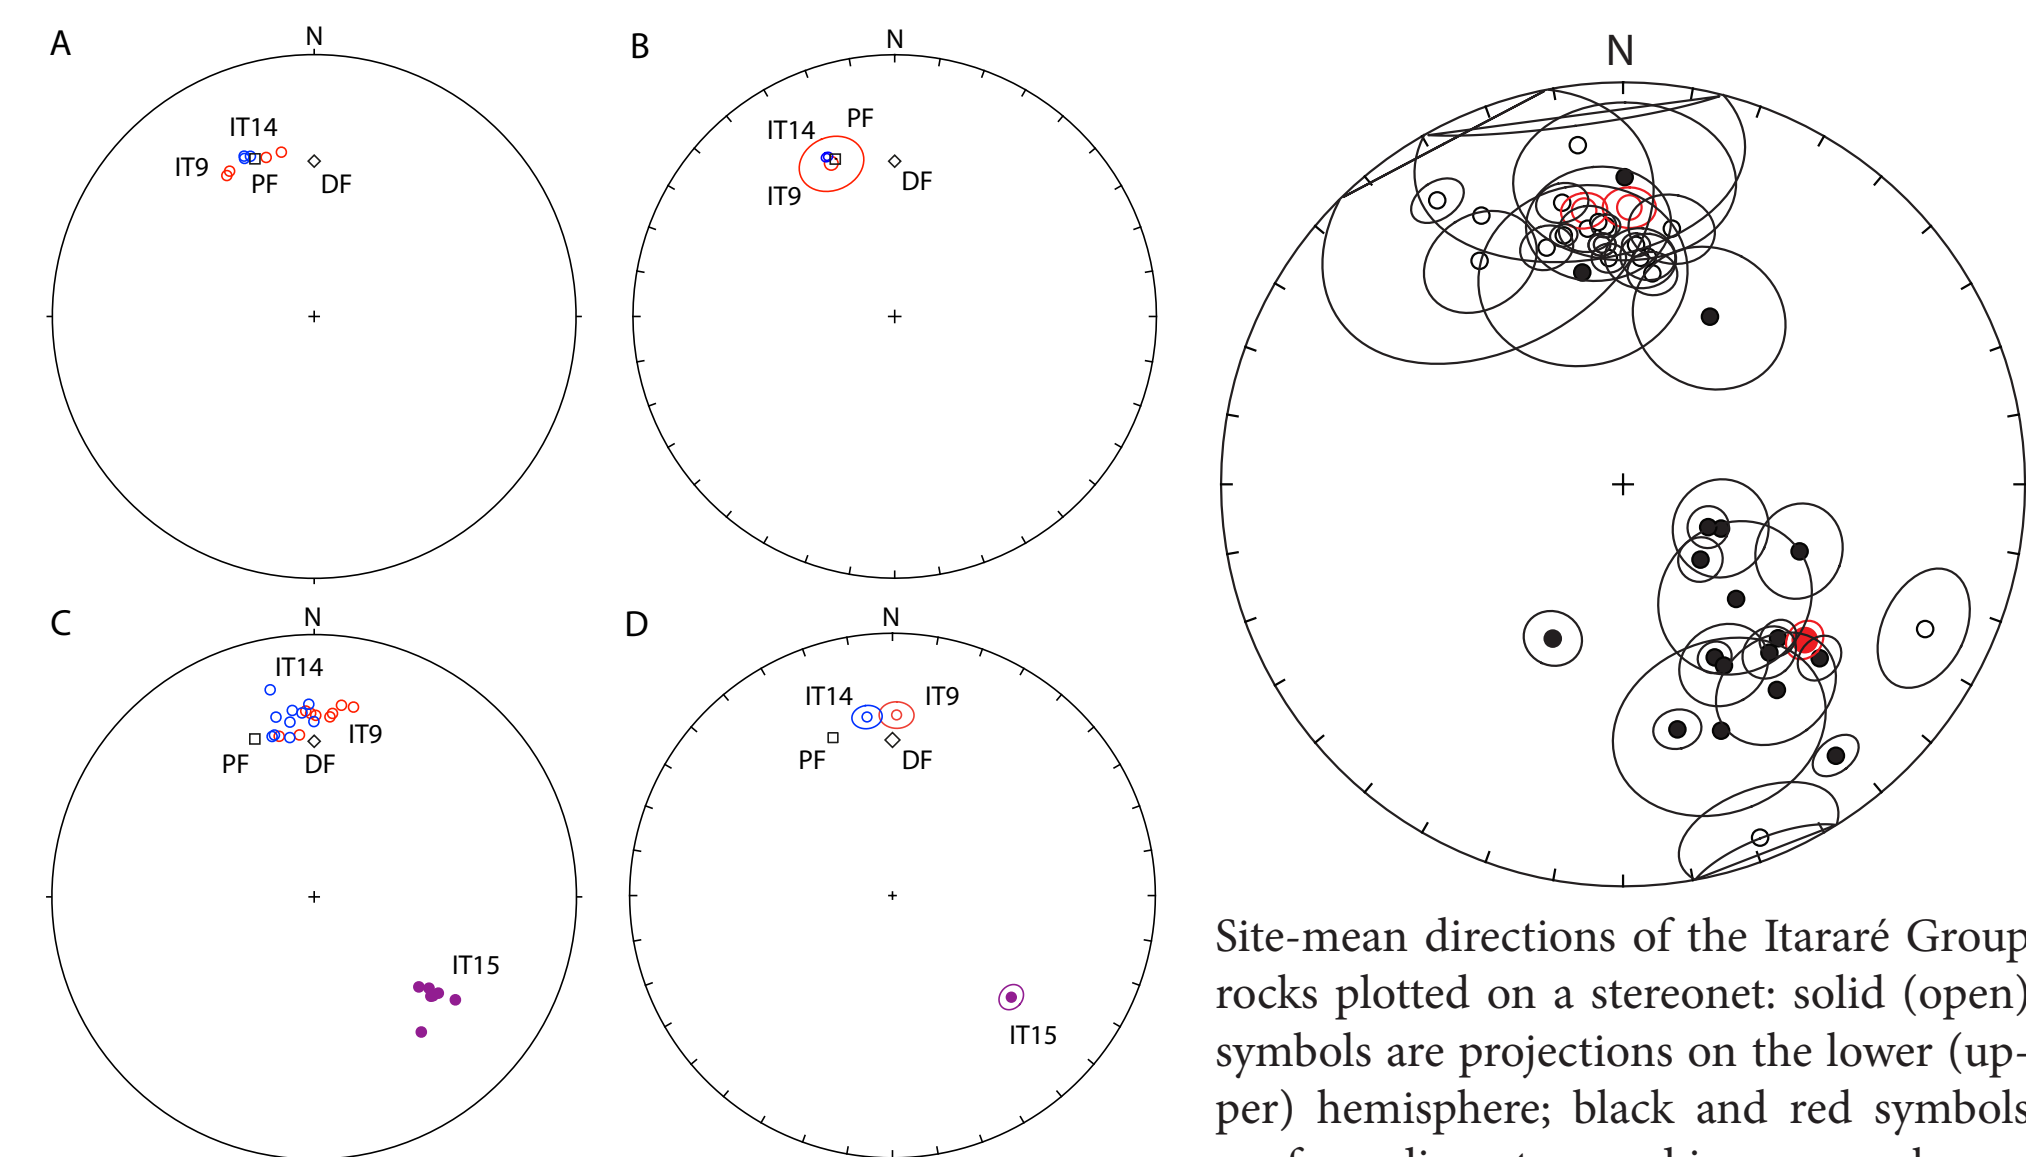 A
N
IT14
IT9
PF
DF
B
N
PF
IT14
IT9
DF
C
N
IT14
IT9
PF
DF
IT15
D
N
IT14
IT9
PF
DF
IT15
N
Site-mean directions of the Itararé Group
rocks plotted on a stereonet: solid (open)
symbols are projections on the lower (up-
per) hemisphere; black and red symbols